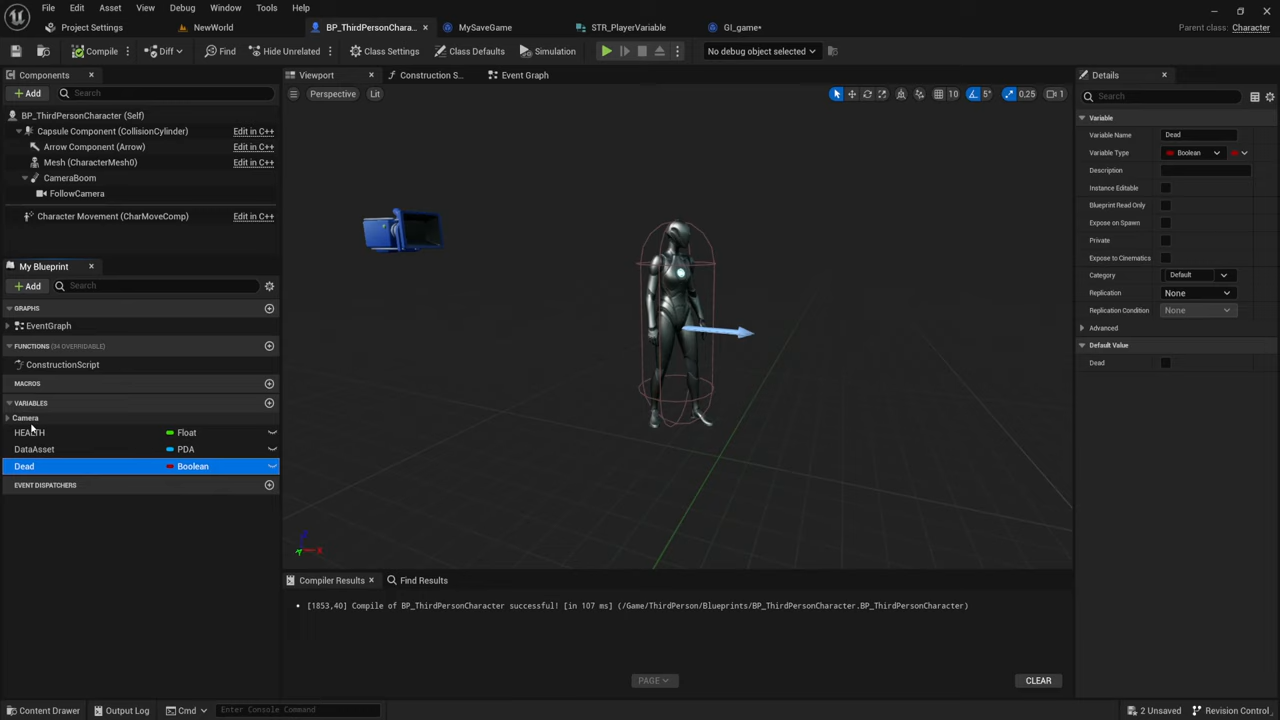 File Edit Asset View Debug Window Tools Help
Project Settings NewWorld BP_ThirdPersonChara... MySaveGame STR_PlayerVariable GI_game* Parent class: Character
Compile Diff Find Hide Unrelated Class Settings Class Defaults Simulation No debug object selected
Components
Add Search
BP_ThirdPersonCharacter (Self)
Capsule Component (CollisionCylinder) Edit in C++
Arrow Component (Arrow) Edit in C++
Mesh (CharacterMesh0) Edit in C++
CameraBoom
FollowCamera
Character Movement (CharMoveComp) Edit in C++
My Blueprint
Add Search
GRAPHS
EventGraph
FUNCTIONS (34 OVERRIDABLE)
ConstructionScript
MACROS
VARIABLES
Camera
HEALTH Float
DataAsset PDA
Dead Boolean
EVENT DISPATCHERS
Viewport Construction S... Event Graph
Perspective Lit 10 5° 0,25 1
X
Compiler Results Find Results
[1853,40] Compile of BP_ThirdPersonCharacter successful! [in 107 ms] (/Game/ThirdPerson/Blueprints/BP_ThirdPersonCharacter.BP_ThirdPersonCharacter)
PAGE CLEAR
Details
Search
Variable
Variable Name Dead
Variable Type Boolean
Description
Instance Editable
Blueprint Read Only
Expose on Spawn
Private
Expose to Cinematics
Category Default
Replication None
Replication Condition None
Advanced
Default Value
Dead
Content Drawer Output Log Cmd Enter Console Command 2 Unsaved Revision Control